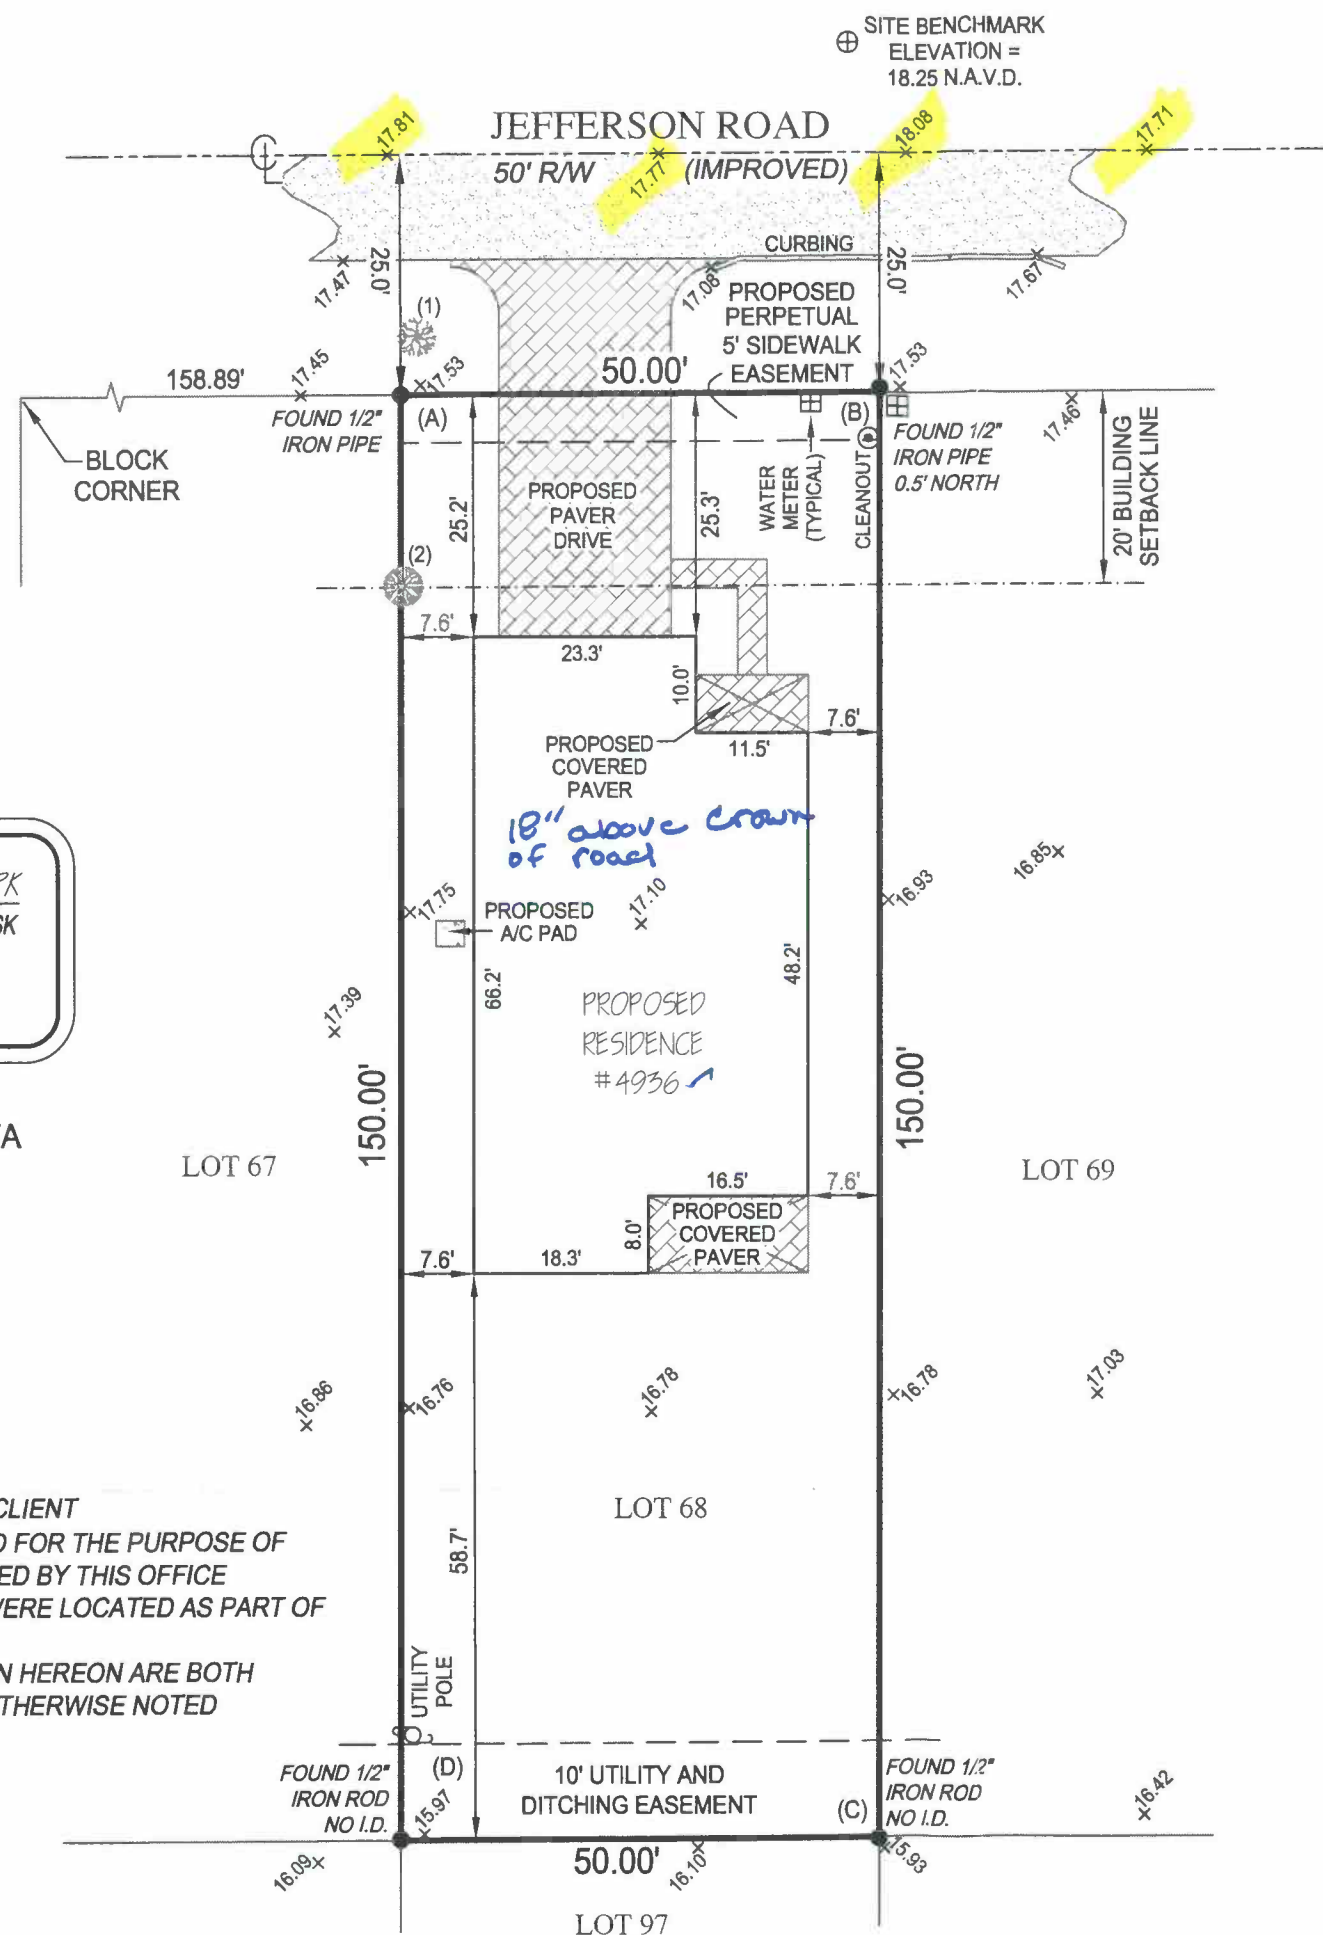 SITE BENCHMARK
ELEVATION =
18.25 N.A.V.D.
JEFFERSON ROAD
17.81
17.77
18.08
17.71
50' R/W
(IMPROVED)
CURBING
25.0'
25.0'
17.47
17.08
17.67
(1)
PROPOSED
PERPETUAL
5' SIDEWALK
EASEMENT
158.89'
17.45
17.53
50.00'
17.53
17.46
FOUND 1/2"
IRON PIPE
(A)
(B)
BLOCK
CORNER
FOUND 1/2"
IRON PIPE
0.5' NORTH
20' BUILDING
SETBACK LINE
25.2'
PROPOSED
PAVER
DRIVE
25.3'
WATER
METER
(TYPICAL)
CLEANOUT
(2)
7.6'
23.3'
10.0'
11.5'
7.6'
PROPOSED
COVERED
PAVER
18" above crown
of road
PK
SK
17.75
17.10
16.93
16.85
PROPOSED
A/C PAD
17.39
66.2'
48.2'
PROPOSED
RESIDENCE
#4936
150.00'
150.00'
TA
LOT 67
LOT 69
16.5'
7.6'
PROPOSED
COVERED
PAVER
8.0'
7.6'
18.3'
16.86
16.76
16.78
16.78
17.03
LOT 68
58.7'
CLIENT
D FOR THE PURPOSE OF
ED BY THIS OFFICE
WERE LOCATED AS PART OF
N HEREON ARE BOTH
THERWISE NOTED
UTILITY
POLE
FOUND 1/2"
IRON ROD
NO I.D.
(D)
10' UTILITY AND
DITCHING EASEMENT
(C)
FOUND 1/2"
IRON ROD
NO I.D.
15.97
16.42
16.09
50.00'
16.10
15.93
LOT 97